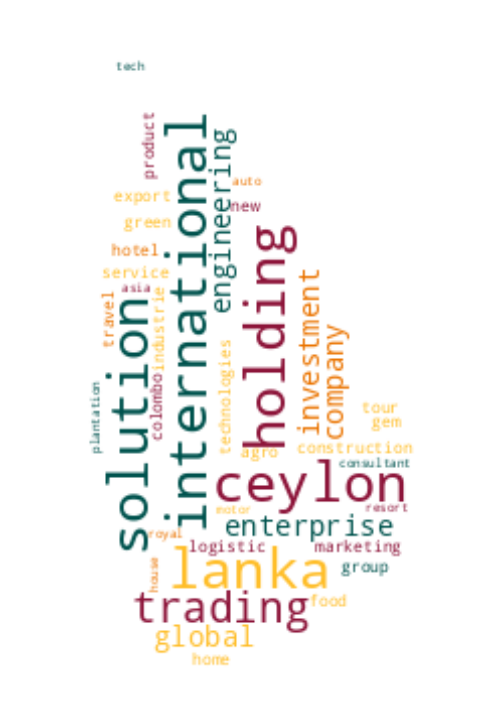 tech
product
international
engineering
auto
export
new
green
holding
hotel
service
investment
asia
solution
travel
industrie
company
technologies
colombo
plantation
tour
gem
construction
agro
consultant
ceylon
resort
motor
enterprise
royal
logistic
marketing
lanka
group
house
trading
food
global
home